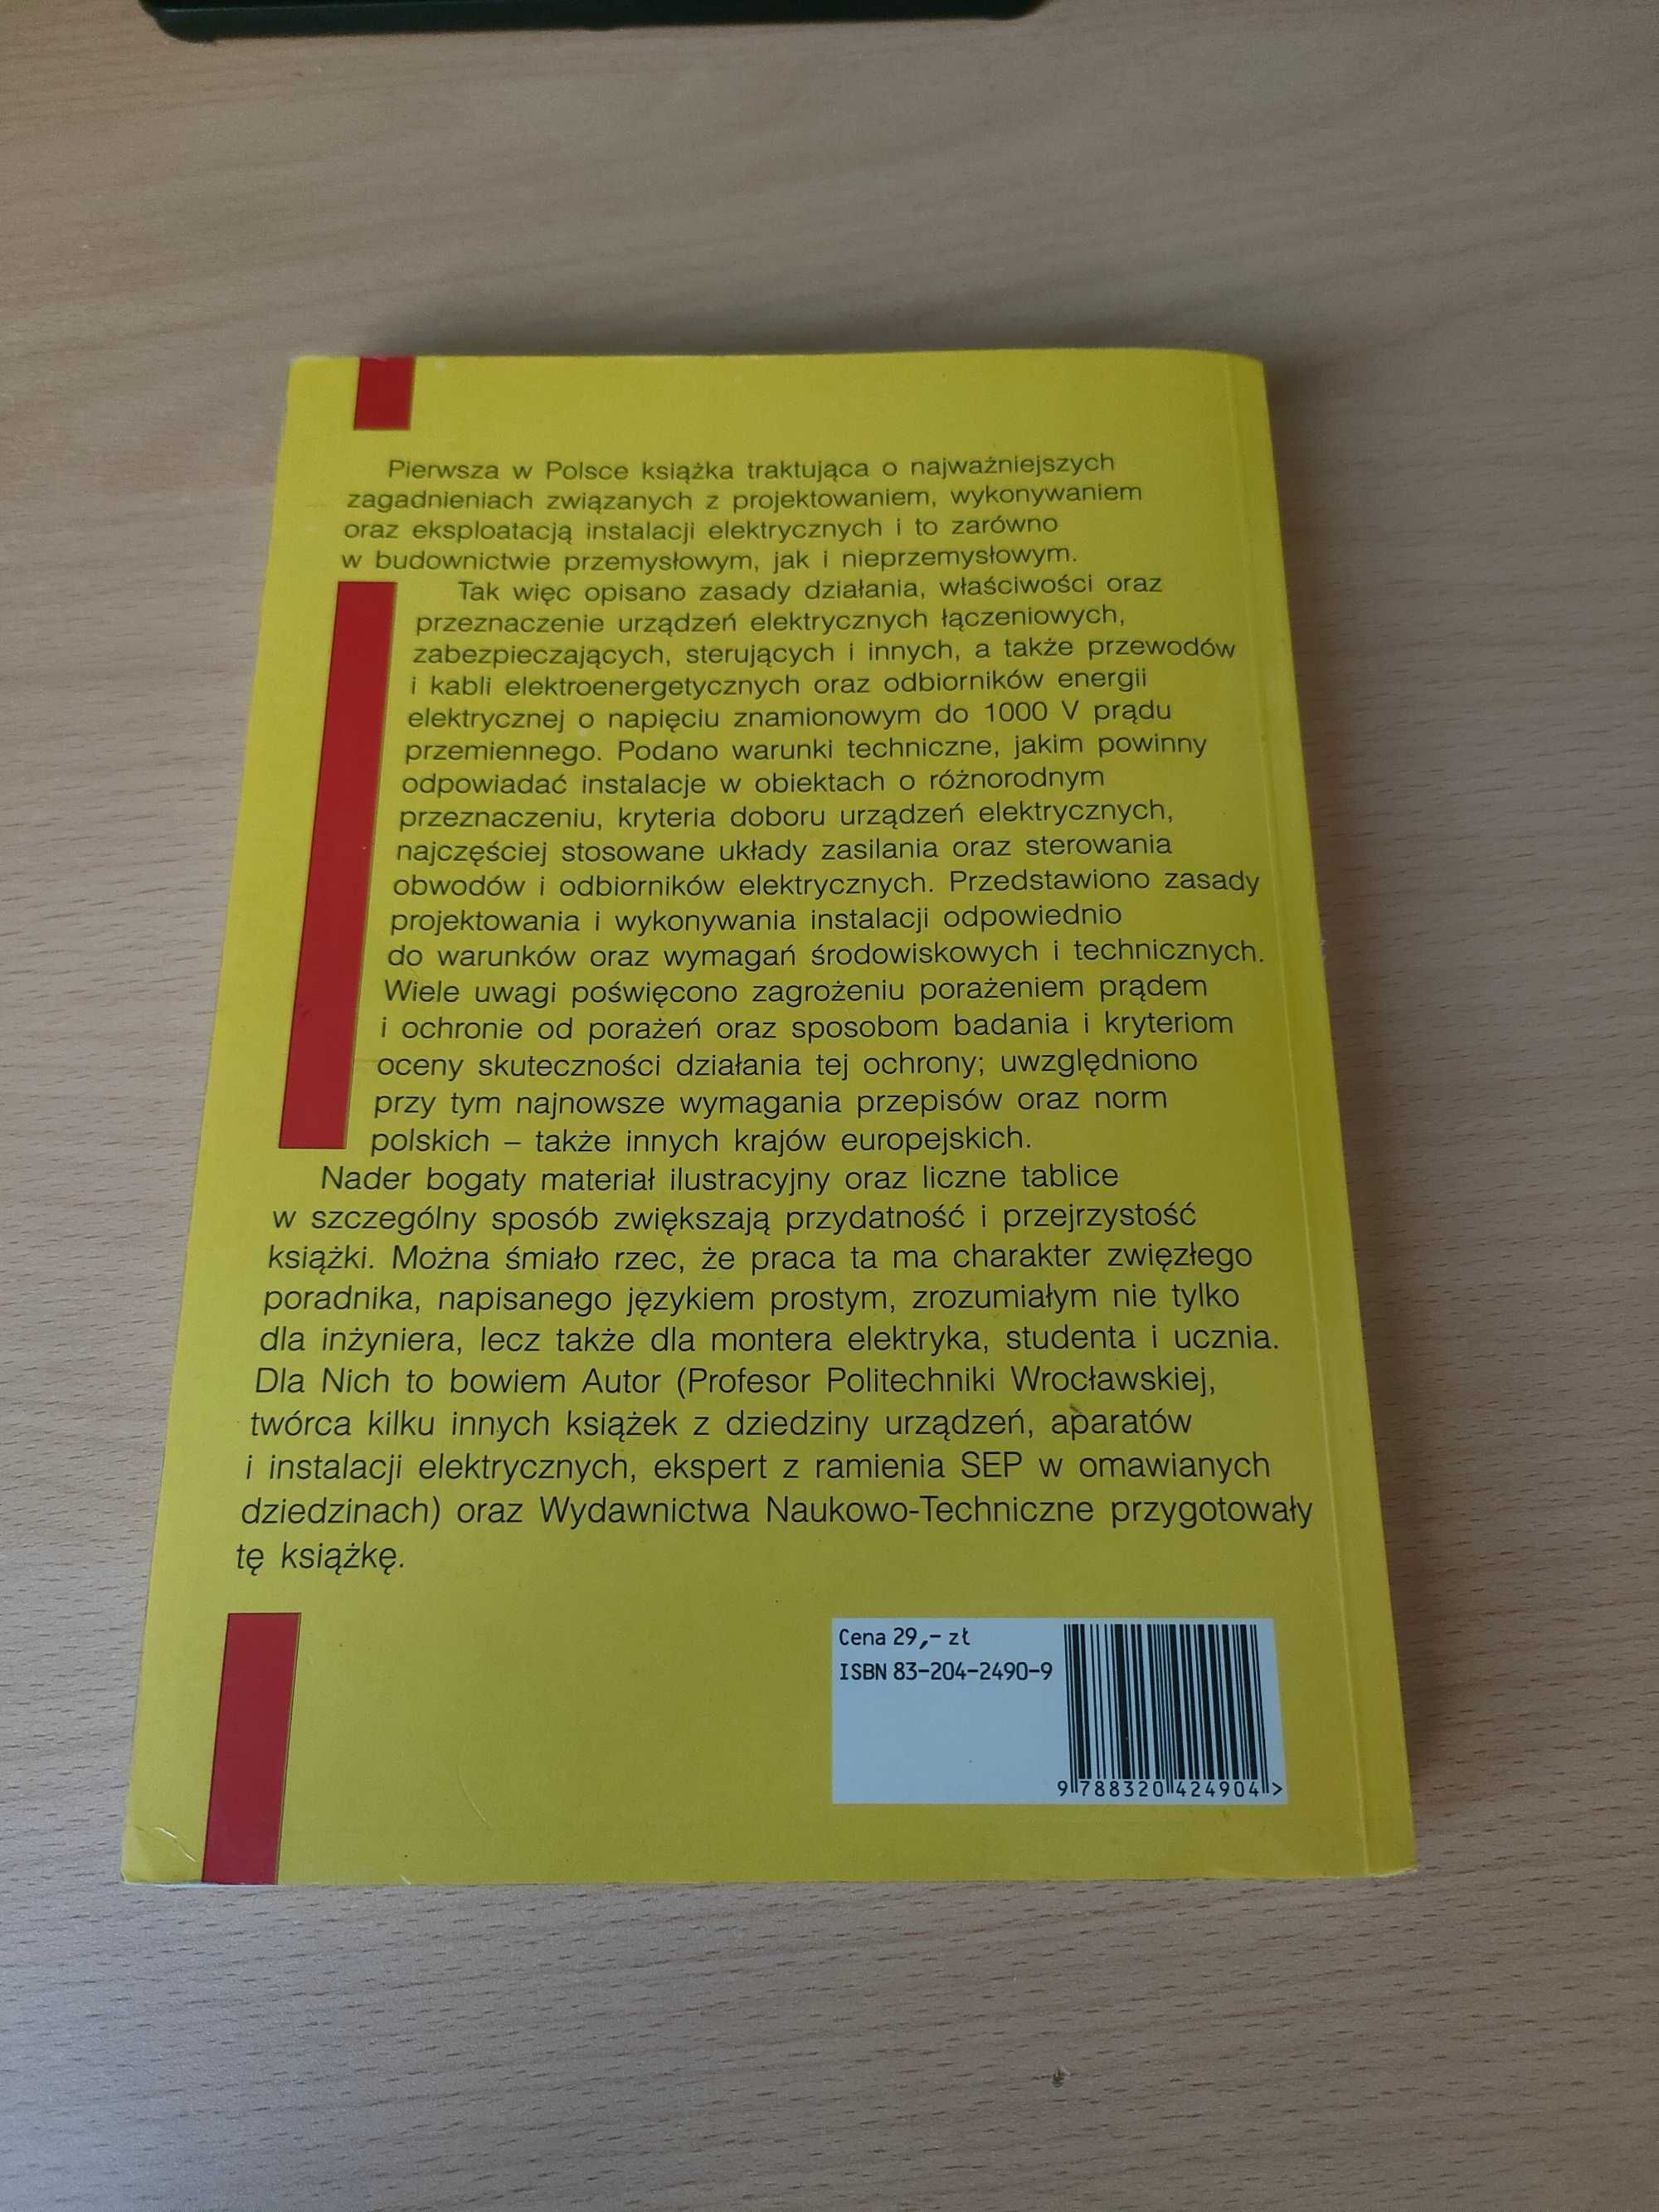 Pierwsza w Polsce książka traktująca o najważniejszych
zagadnieniach związanych z projektowaniem, wykonywaniem
oraz eksploatacją instalacji elektrycznych i to zarówno
w budownictwie przemysłowym, jak i nieprzemysłowym.
Tak więc opisano zasady działania, właściwości oraz
przeznaczenie urządzeń elektrycznych łączeniowych,
zabezpieczających, sterujących i innych, a także przewodów
i kabli elektroenergetycznych oraz odbiorników energii
elektrycznej o napięciu znamionowym do 1000 V prądu
przemiennego. Podano warunki techniczne, jakim powinny
odpowiadać instalacje w obiektach o różnorodnym
przeznaczeniu, kryteria doboru urządzeń elektrycznych,
najczęściej stosowane układy zasilania oraz sterowania
obwodów i odbiorników elektrycznych. Przedstawiono zasady
projektowania i wykonywania instalacji odpowiednio
do warunków oraz wymagań środowiskowych i technicznych.
Wiele uwagi poświęcono zagrożeniu porażeniem prądem
i ochronie od porażeń oraz sposobom badania i kryteriom
oceny skuteczności działania tej ochrony; uwzględniono
przy tym najnowsze wymagania przepisów oraz norm
polskich – także innych krajów europejskich.
Nader bogaty materiał ilustracyjny oraz liczne tablice
w szczególny sposób zwiększają przydatność i przejrzystość
książki. Można śmiało rzec, że praca ta ma charakter zwięzłego
poradnika, napisanego językiem prostym, zrozumiałym nie tylko
dla inżyniera, lecz także dla montera elektryka, studenta i ucznia.
Dla Nich to bowiem Autor (Profesor Politechniki Wrocławskiej,
twórca kilku innych książek z dziedziny urządzeń, aparatów
i instalacji elektrycznych, ekspert z ramienia SEP w omawianych
dziedzinach) oraz Wydawnictwa Naukowo-Techniczne przygotowały
tę książkę.
Cena 29,- zł
ISBN 83-204-2490-9
9 788320 424904 >